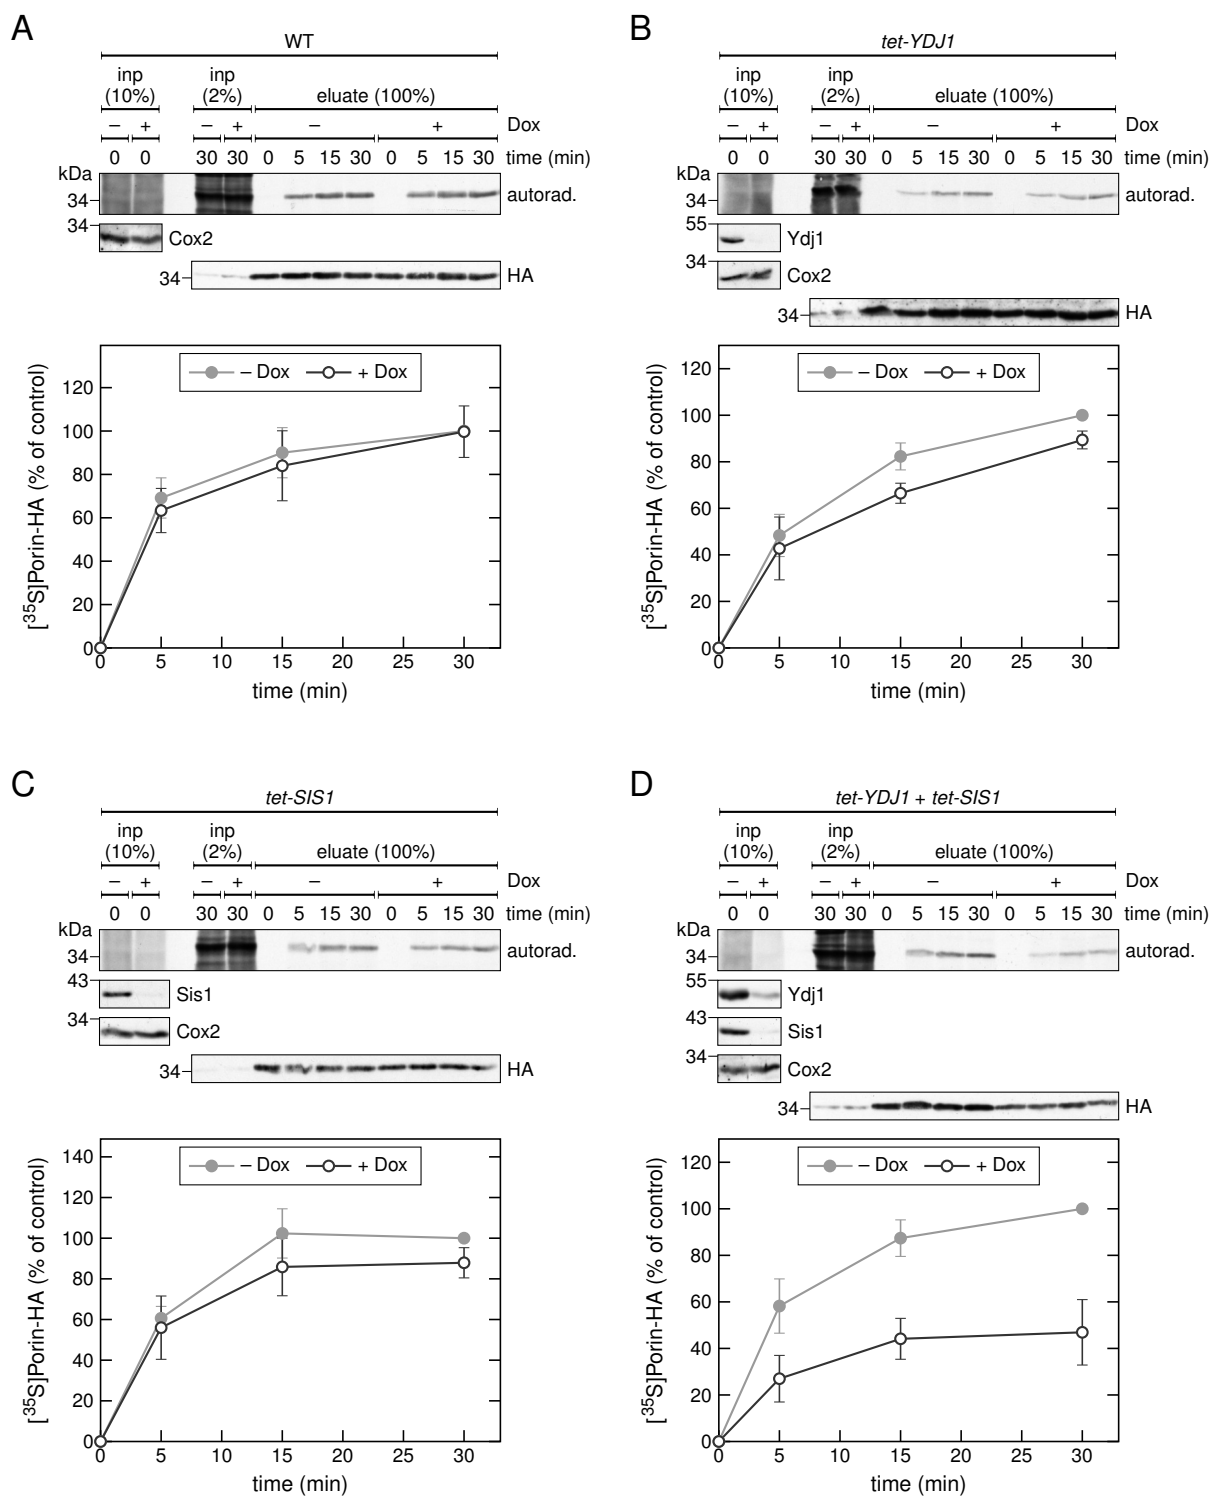 A
WT
inp
(10%)
inp
(2%)
eluate (100%)
– + – + – + Dox
0 0 30 30 0 5 15 30 0 5 15 30 time (min)
kDa
34
autorad.
34
Cox2
34
HA
– Dox + Dox
[35S]Porin-HA (% of control)
120
100
80
60
40
20
0
0 5 10 15 20 25 30
time (min)
B
tet-YDJ1
inp
(10%)
inp
(2%)
eluate (100%)
– + – + – + Dox
0 0 30 30 0 5 15 30 0 5 15 30 time (min)
kDa
34
autorad.
55
Ydj1
34
Cox2
34
HA
– Dox + Dox
[35S]Porin-HA (% of control)
120
100
80
60
40
20
0
0 5 10 15 20 25 30
time (min)
C
tet-SIS1
inp
(10%)
inp
(2%)
eluate (100%)
– + – + – + Dox
0 0 30 30 0 5 15 30 0 5 15 30 time (min)
kDa
34
autorad.
43
Sis1
34
Cox2
34
HA
– Dox + Dox
[35S]Porin-HA (% of control)
140
120
100
80
60
40
20
0
0 5 10 15 20 25 30
time (min)
D
tet-YDJ1 + tet-SIS1
inp
(10%)
inp
(2%)
eluate (100%)
– + – + – + Dox
0 0 30 30 0 5 15 30 0 5 15 30 time (min)
kDa
34
autorad.
55
Ydj1
43
Sis1
34
Cox2
34
HA
– Dox + Dox
[35S]Porin-HA (% of control)
120
100
80
60
40
20
0
0 5 10 15 20 25 30
time (min)